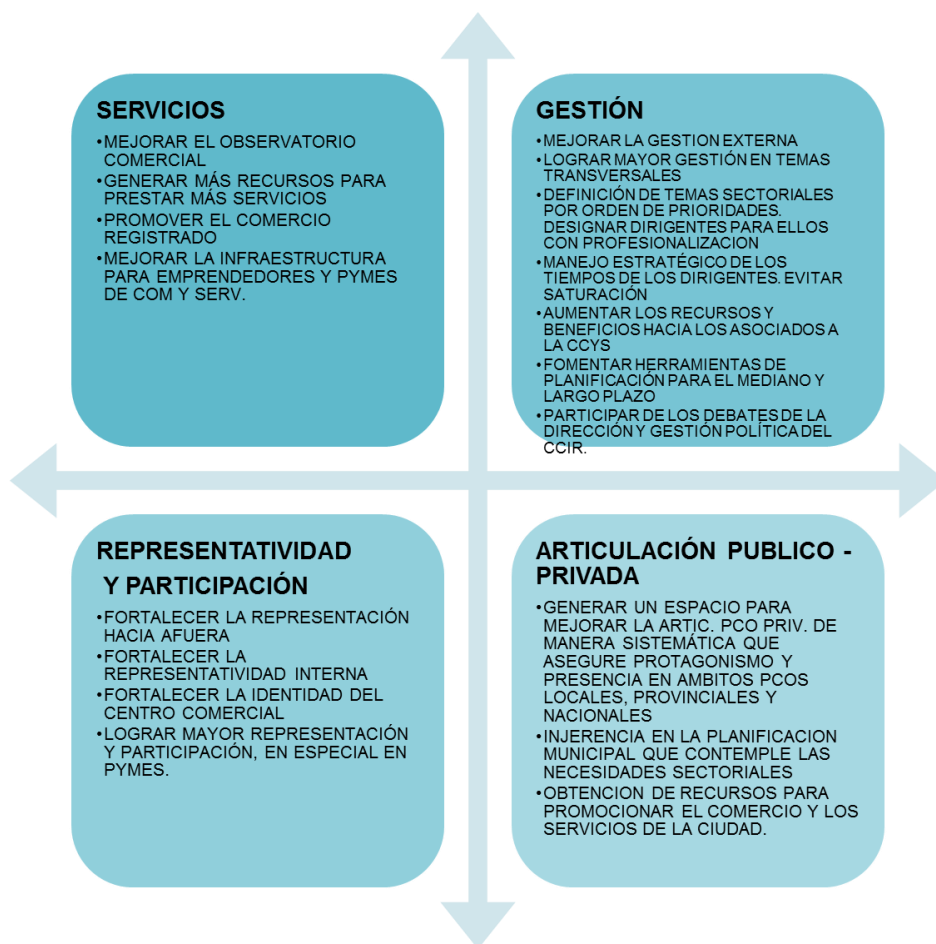 SERVICIOS
•MEJORAR EL OBSERVATORIO
COMERCIAL
•GENERAR MÁS RECURSOS PARA
PRESTAR MÁS SERVICIOS
•PROMOVER EL COMERCIO
REGISTRADO
•MEJORAR LA INFRAESTRUCTURA
PARA EMPRENDEDORES Y PYMES
DE COM Y SERV.
GESTIÓN
•MEJORAR LA GESTION EXTERNA
•LOGRAR MAYOR GESTIÓN EN TEMAS
TRANSVERSALES
•DEFINICIÓN DE TEMAS SECTORIALES
POR ORDEN DE PRIORIDADES.
DESIGNAR DIRIGENTES PARA ELLOS
CON PROFESIONALIZACION
•MANEJO ESTRATÉGICO DE LOS
TIEMPOS DE LOS DIRIGENTES. EVITAR
SATURACIÓN
•AUMENTAR LOS RECURSOS Y
BENEFICIOS HACIA LOS ASOCIADOS A
LA CCYS
•FOMENTAR HERRAMIENTAS DE
PLANIFICACIÓN PARA EL MEDIANO Y
LARGO PLAZO
•PARTICIPAR DE LOS DEBATES DE LA
DIRECCIÓN Y GESTIÓN POLÍTICA DEL
CCIR.
REPRESENTATIVIDAD
Y PARTICIPACIÓN
•FORTALECER LA REPRESENTACIÓN
HACIA AFUERA
•FORTALECER LA
REPRESENTATIVIDAD INTERNA
•FORTALECER LA IDENTIDAD DEL
CENTRO COMERCIAL
•LOGRAR MAYOR REPRESENTACIÓN
Y PARTICIPACIÓN, EN ESPECIAL EN
PYMES.
ARTICULACIÓN PUBLICO -
PRIVADA
•GENERAR UN ESPACIO PARA
MEJORAR LA ARTIC. PCO PRIV. DE
MANERA SISTEMÁTICA QUE
ASEGURE PROTAGONISMO Y
PRESENCIA EN AMBITOS PCOS
LOCALES, PROVINCIALES Y
NACIONALES
•INJERENCIA EN LA PLANIFICACION
MUNICIPAL QUE CONTEMPLE LAS
NECESIDADES SECTORIALES
•OBTENCION DE RECURSOS PARA
PROMOCIONAR EL COMERCIO Y LOS
SERVICIOS DE LA CIUDAD.